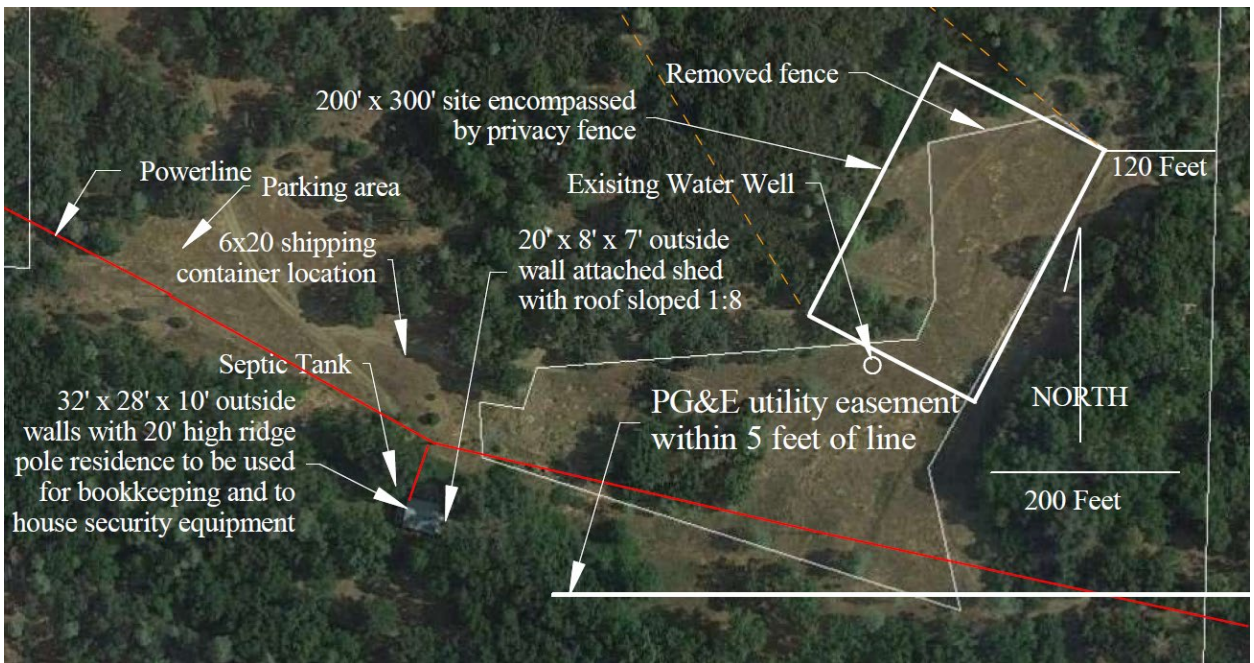 Removed fence
200' x 300' site encompassed
by privacy fence
120 Feet
Powerline
Parking area
Exisitng Water Well
6x20 shipping
container location
20' x 8' x 7' outside
wall attached shed
with roof sloped 1:8
Septic Tank
32' x 28' x 10' outside
walls with 20' high ridge
pole residence to be used
for bookkeeping and to
house security equipment
PG&E utility easement
within 5 feet of line
NORTH
200 Feet